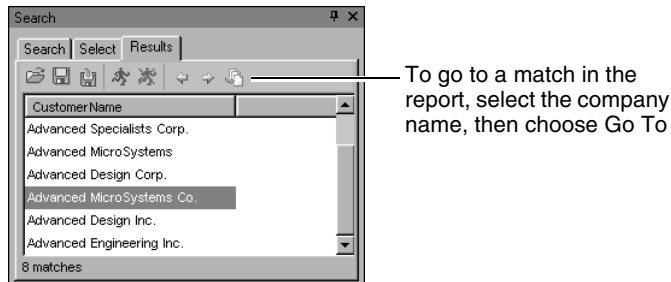 Search
Search Select Results
CustomerName
Advanced Specialists Corp.
Advanced MicroSystems
Advanced Design Corp.
Advanced MicroSystems Co.
Advanced Design Inc.
Advanced Engineering Inc.
8 matches
To go to a match in the
report, select the company
name, then choose Go To